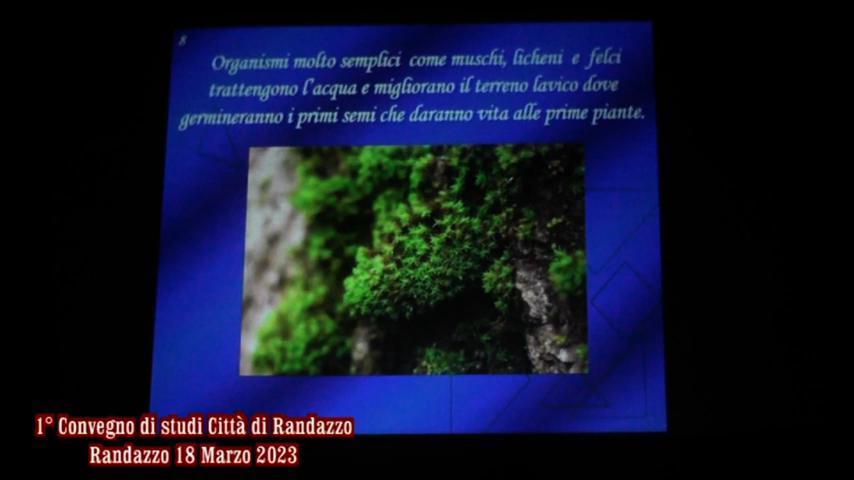 8
Organismi molto semplici come muschi, licheni e felci
trattengono l'acqua e migliorano il terreno lavico dove
germineranno i primi semi che daranno vita alle prime piante.
1° Convegno di studi Città di Randazzo
Randazzo 18 Marzo 2023